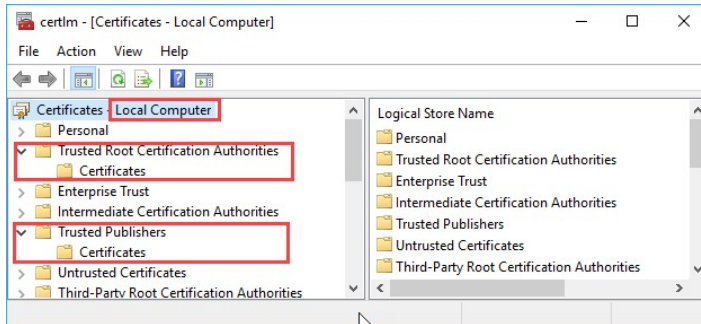 certlm - [Certificates - Local Computer]
File Action View Help
Certificates - Local Computer
Personal
Trusted Root Certification Authorities
Certificates
Enterprise Trust
Intermediate Certification Authorities
Trusted Publishers
Certificates
Untrusted Certificates
Third-Party Root Certification Authorities
Logical Store Name
Personal
Trusted Root Certification Authorities
Enterprise Trust
Intermediate Certification Authorities
Trusted Publishers
Untrusted Certificates
Third-Party Root Certification Authorities